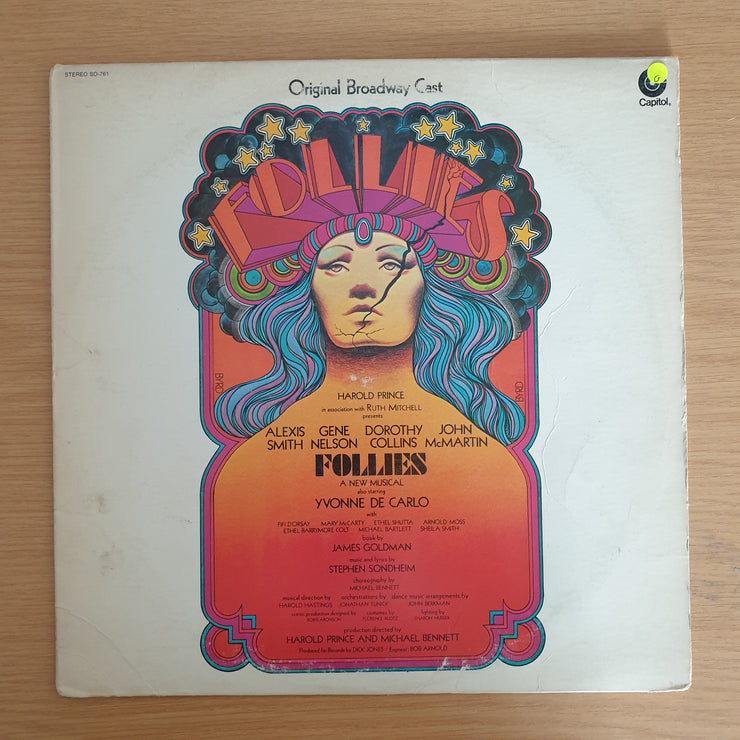 STEREO SO-761
Original Broadway Cast
G
Capitol®
FOLLIES
BYRD
BYRD
HAROLD PRINCE
in association with RUTH MITCHELL
presents
ALEXIS GENE DOROTHY JOHN
SMITH NELSON COLLINS McMARTIN
FOLLIES
A NEW MUSICAL
also starring
YVONNE DE CARLO
with
FIFI D'ORSAY MARY McCARTY ETHEL SHUTTA ARNOLD MOSS
ETHEL BARRYMORE COLT MICHAEL BARTLETT SHEILA SMITH
book by
JAMES GOLDMAN
music and lyrics by
STEPHEN SONDHEIM
choreography by
MICHAEL BENNETT
musical direction by orchestrations by dance music arrangements by
HAROLD HASTINGS JONATHAN TUNICK JOHN BERKMAN
scenic production designed by costumes by lighting by
BORIS ARONSON FLORENCE KLOTZ THARON MUSSER
production directed by
HAROLD PRINCE AND MICHAEL BENNETT
Produced for Records by DICK JONES • Engineer: BOB ARNOLD